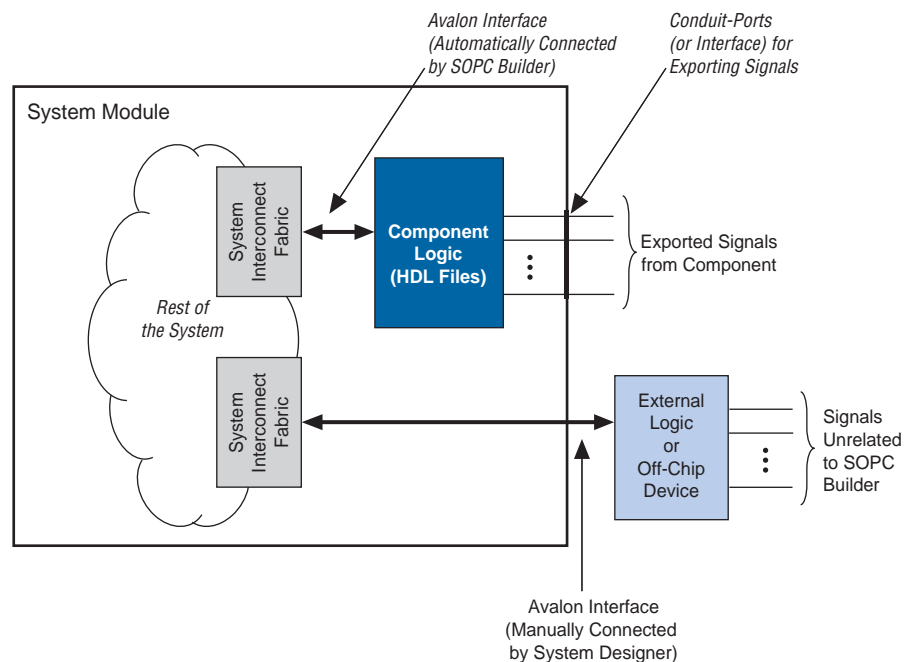 Avalon Interface
(Automatically Connected
by SOPC Builder)
Conduit-Ports
(or Interface) for
Exporting Signals
System Module
System
Interconnect
Fabric
Component
Logic
(HDL Files)
Exported Signals
from Component
Rest of
the System
System
Interconnect
Fabric
External
Logic
or
Off-Chip
Device
Signals
Unrelated
to SOPC
Builder
Avalon Interface
(Manually Connected
by System Designer)